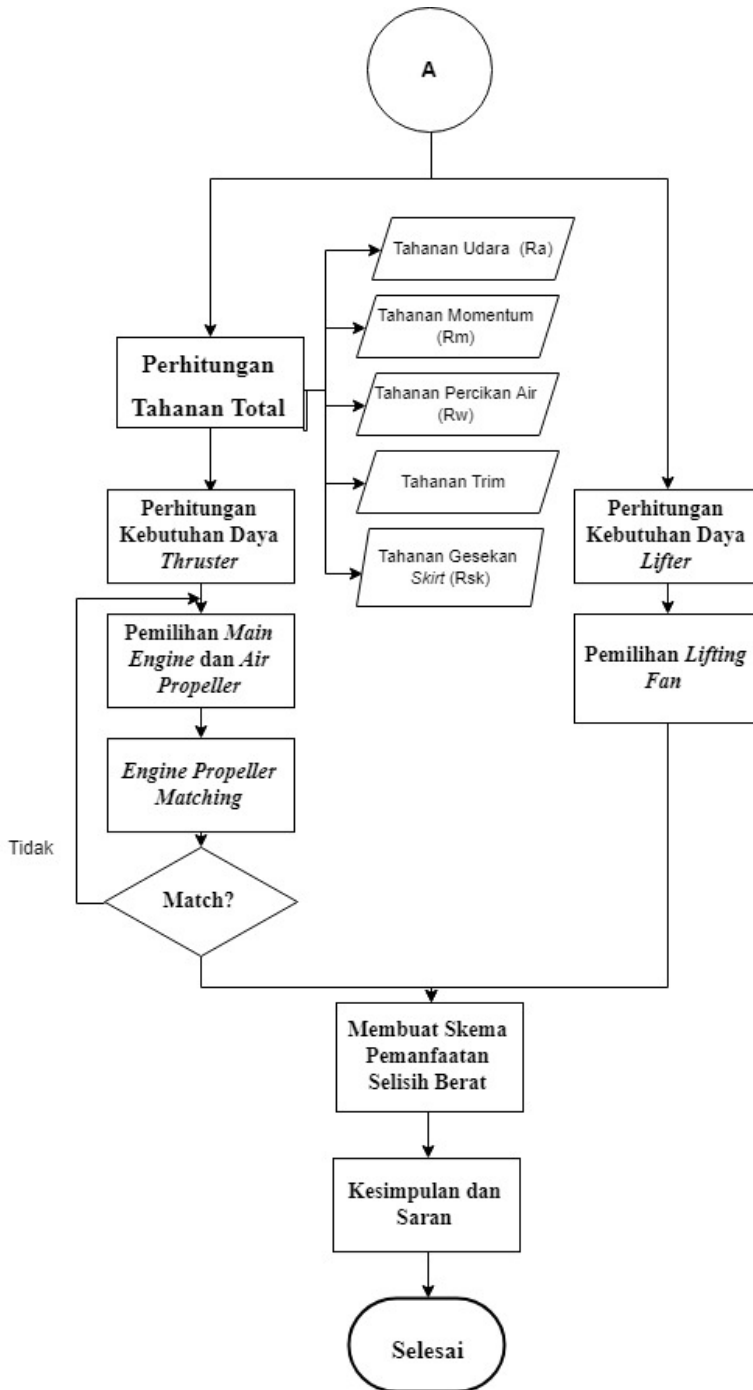 A
Tahanan Udara (Ra)
Tahanan Momentum
(Rm)
Perhitungan
Tahanan Total
Tahanan Percikan Air
(Rw)
Tahanan Trim
Perhitungan
Kebutuhan Daya
Thruster
Tahanan Gesekan
Skirt (Rsk)
Perhitungan
Kebutuhan Daya
Lifter
Pemilihan Main
Engine dan Air
Propeller
Pemilihan Lifting
Fan
Engine Propeller
Matching
Tidak
Match?
Membuat Skema
Pemanfaatan
Selisih Berat
Kesimpulan dan
Saran
Selesai